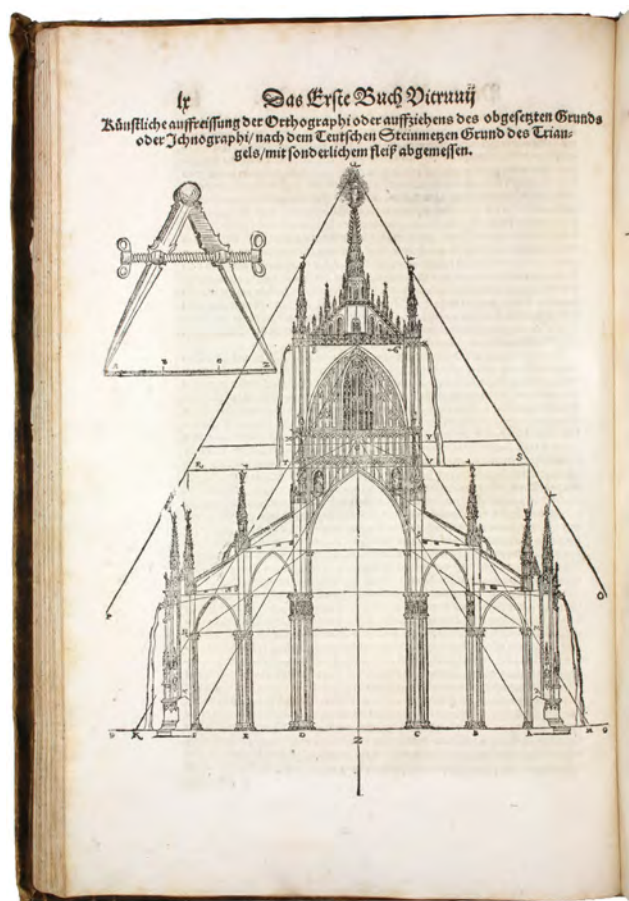 lx Das Erste Buch Vitruuij
Künstliche auffreissung der Orthographi oder auffziehens des obgesetzten Grunds
oder Ichnographi/ nach dem Teutschen Steinmetzen Grund des Trian-
gels/ mit sonderlichem fleiß abgemessen.
R T V S
P O
Z